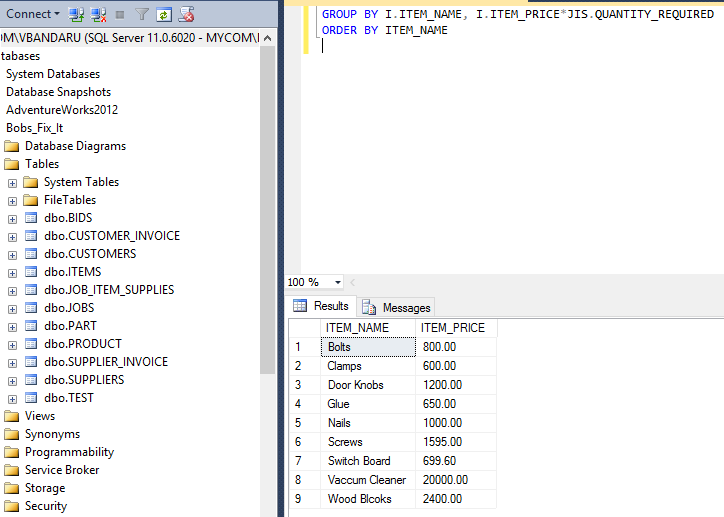 Connect
OM\VBANDARU (SQL Server 11.0.6020 - MYCOM\
tabases
System Databases
Database Snapshots
AdventureWorks2012
Bobs_Fix_It
Database Diagrams
Tables
System Tables
FileTables
dbo.BIDS
dbo.CUSTOMER_INVOICE
dbo.CUSTOMERS
dbo.ITEMS
dbo.JOB_ITEM_SUPPLIES
dbo.JOBS
dbo.PART
dbo.PRODUCT
dbo.SUPPLIER_INVOICE
dbo.SUPPLIERS
dbo.TEST
Views
Synonyms
Programmability
Service Broker
Storage
Security
GROUP BY I.ITEM_NAME, I.ITEM_PRICE*JIS.QUANTITY_REQUIRED
ORDER BY ITEM_NAME
100 %
Results Messages
ITEM_NAME ITEM_PRICE
1 Bolts 800.00
2 Clamps 600.00
3 Door Knobs 1200.00
4 Glue 650.00
5 Nails 1000.00
6 Screws 1595.00
7 Switch Board 699.60
8 Vaccum Cleaner 20000.00
9 Wood Blcoks 2400.00